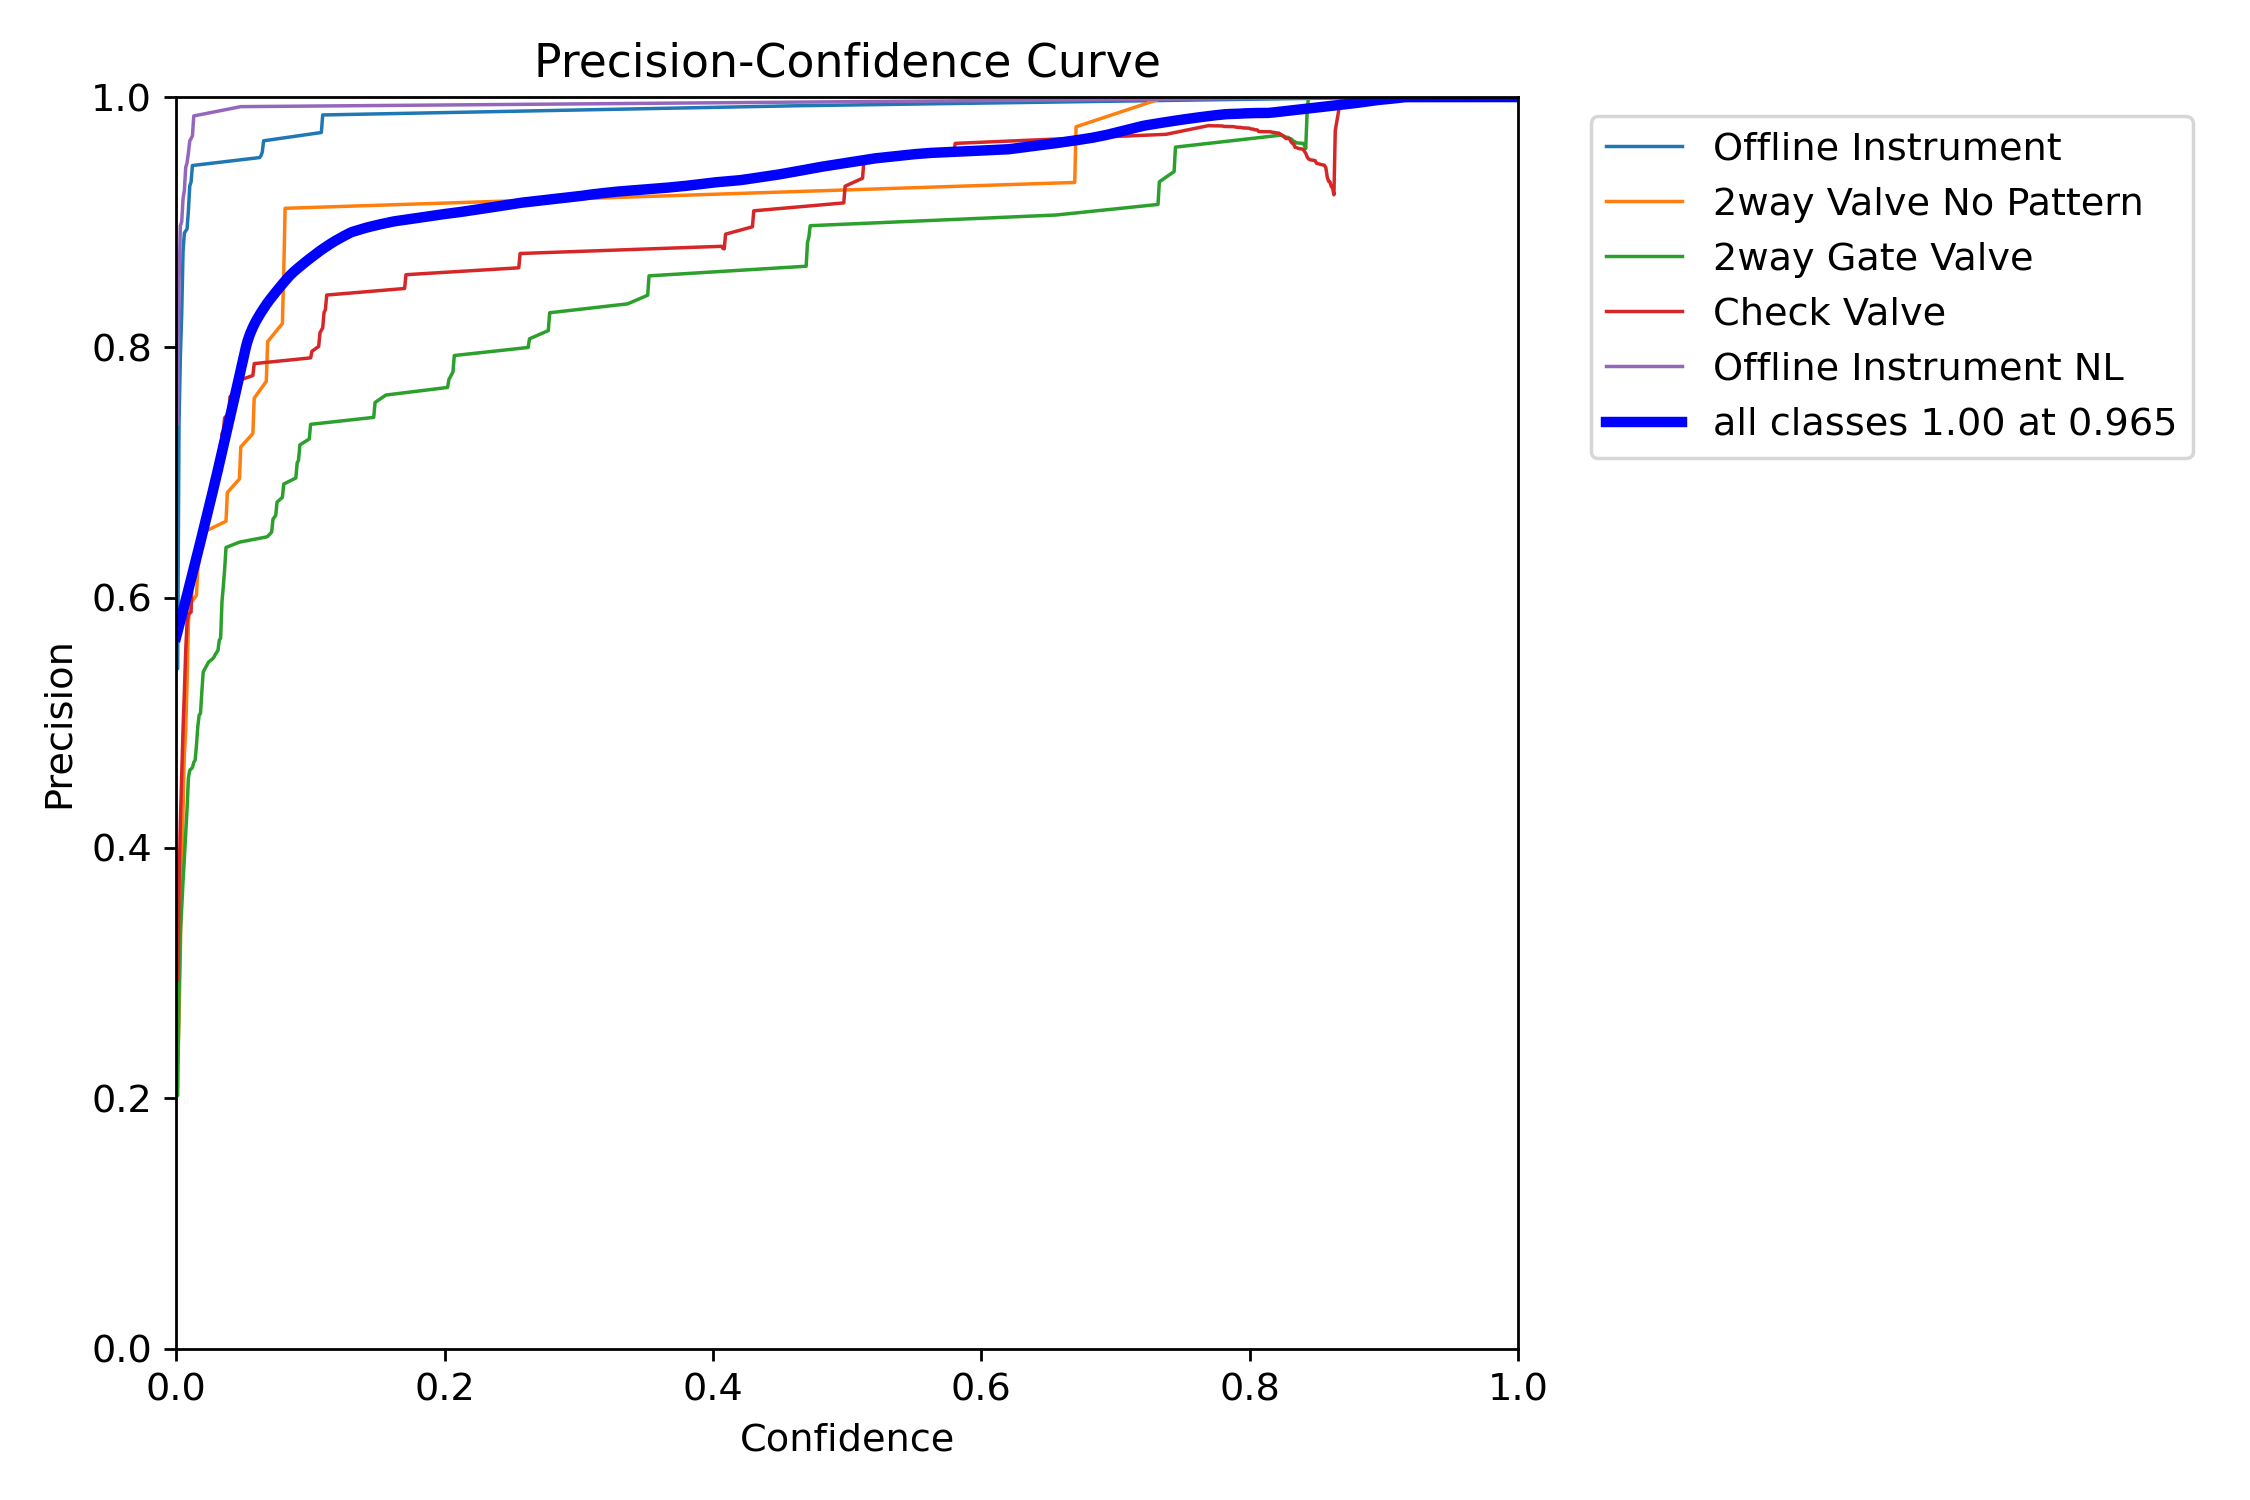 Precision-Confidence Curve
1.0
0.8
0.6
0.4
0.2
0.0
Precision
0.0 0.2 0.4 0.6 0.8 1.0
Confidence
Offline Instrument
2way Valve No Pattern
2way Gate Valve
Check Valve
Offline Instrument NL
all classes 1.00 at 0.965